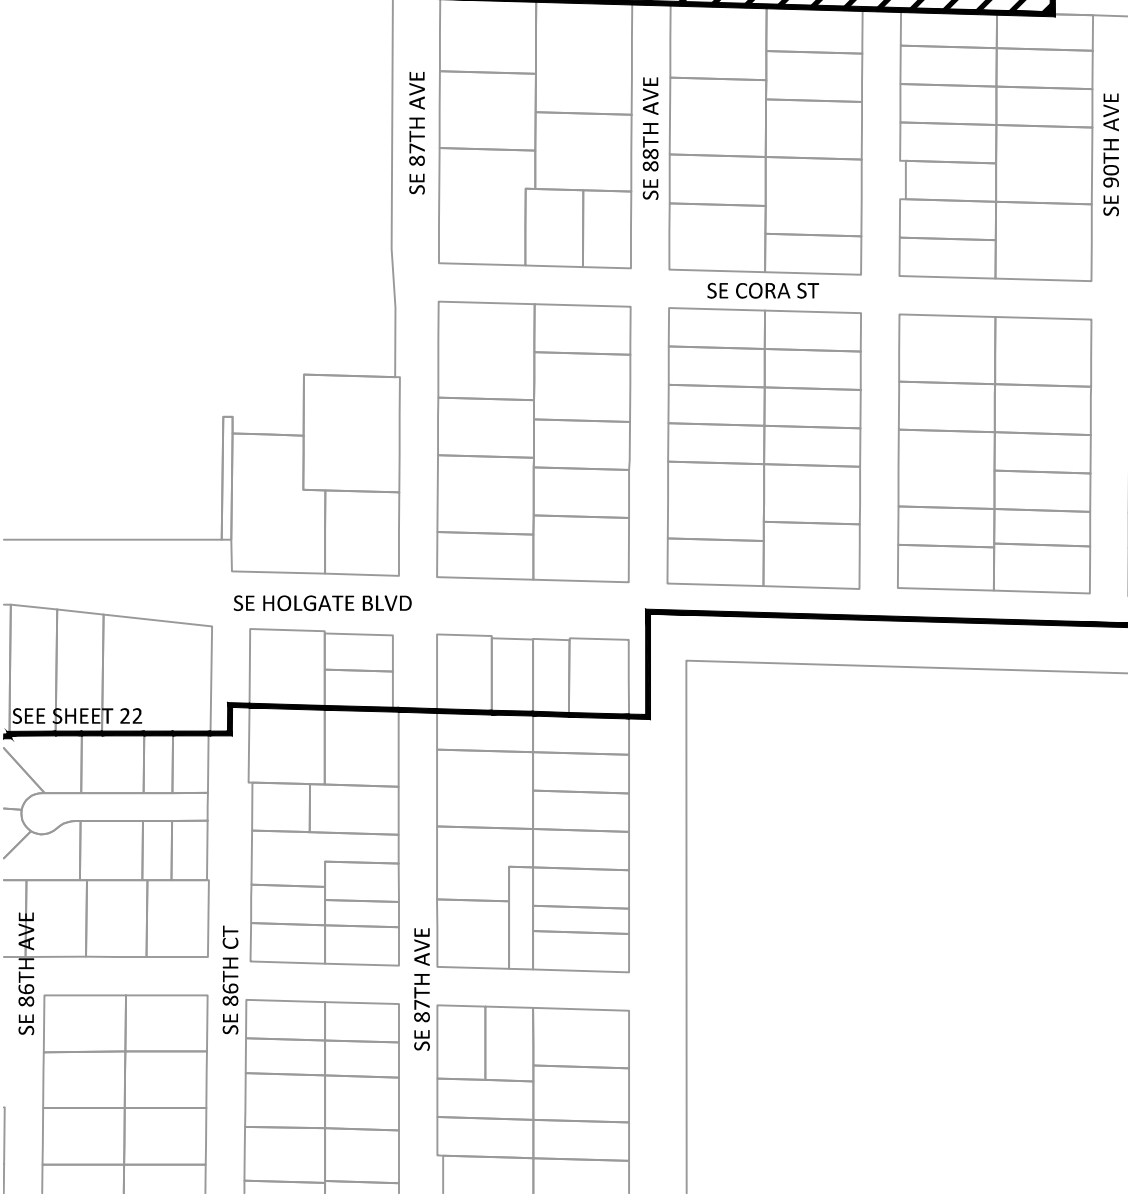 SE 87TH AVE
SE 88TH AVE
SE 90TH AVE
SE CORA ST
SE HOLGATE BLVD
SEE SHEET 22
SE 86TH AVE
SE 86TH CT
SE 87TH AVE